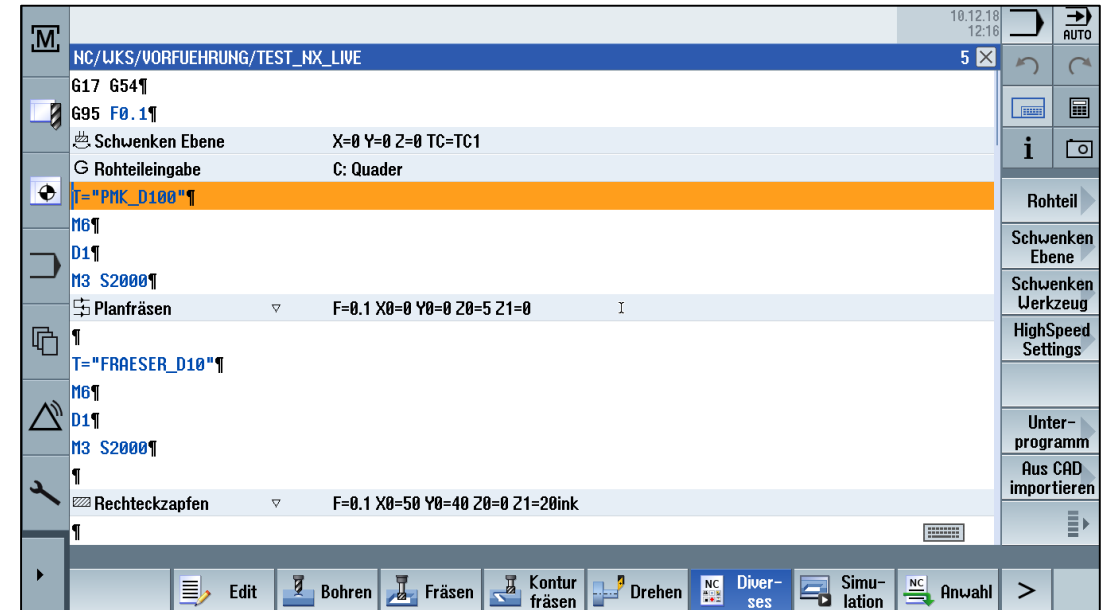 10.12.18
12:16
M
AUTO
NC/WKS/VORFUEHRUNG/TEST_NX_LIVE 5
G17 G54¶
G95 F0.1¶
Schwenken Ebene X=0 Y=0 Z=0 TC=TC1
G Rohteileingabe C: Quader
T="PMK_D100"¶
M6¶
D1¶
M3 S2000¶
Planfräsen F=0.1 X0=0 Y0=0 Z0=5 Z1=0
¶
T="FRAESER_D10"¶
M6¶
D1¶
M3 S2000¶
¶
Rechteckzapfen F=0.1 X0=50 Y0=40 Z0=0 Z1=20ink
¶
i
Rohteil
Schwenken
Ebene
Schwenken
Werkzeug
HighSpeed
Settings
Unter-
programm
Aus CAD
importieren
Edit
Bohren
Fräsen
Kontur
fräsen
Drehen
NC
Diver-
ses
Simu-
lation
NC
Anwahl
>